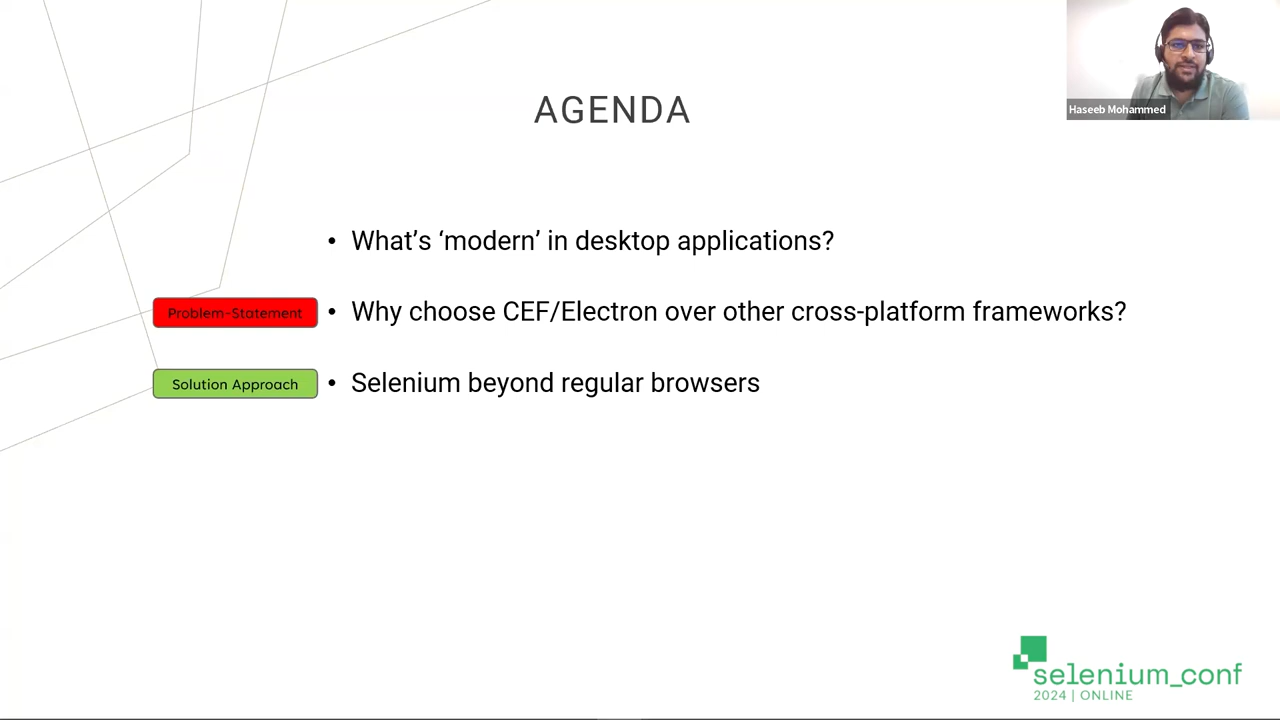 Haseeb Mohammed
AGENDA
• What’s ‘modern’ in desktop applications?
Problem-Statement
• Why choose CEF/Electron over other cross-platform frameworks?
Solution Approach
• Selenium beyond regular browsers
selenium_conf
2024 | ONLINE